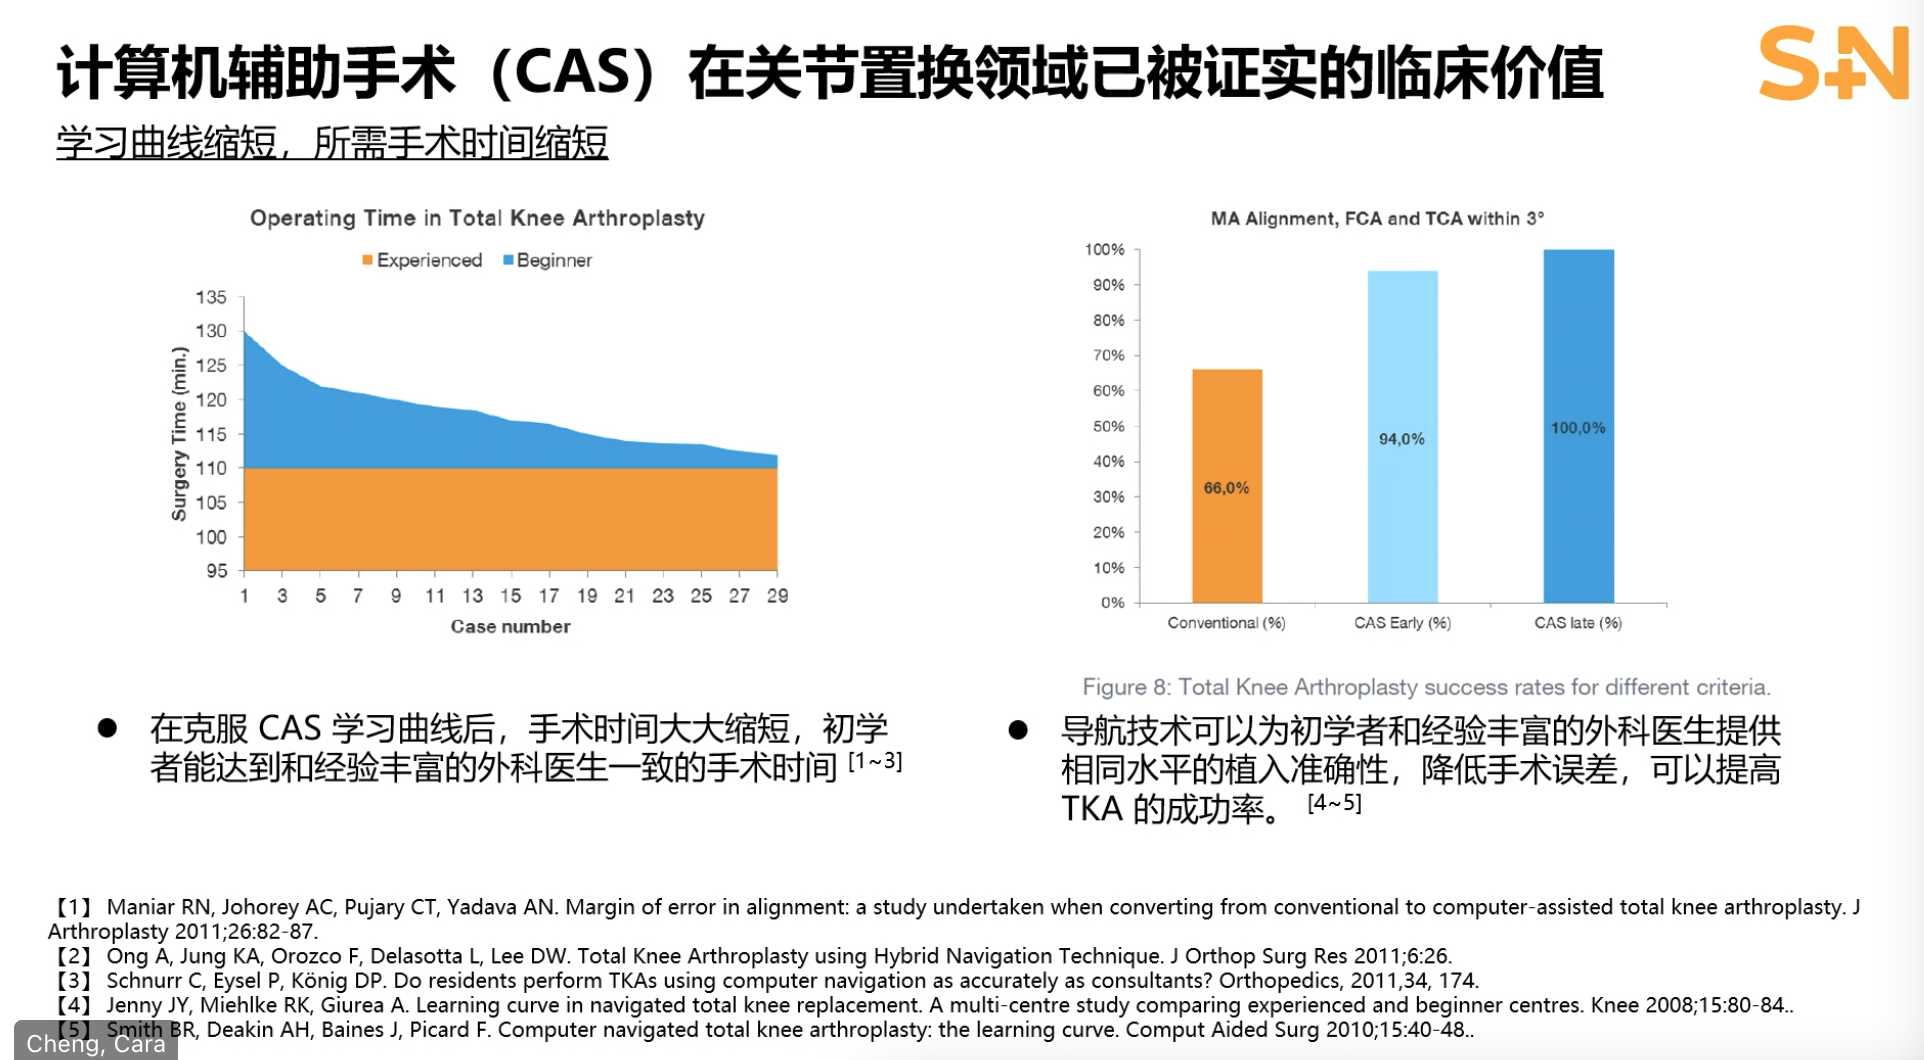 计算机辅助手术（CAS）在关节置换领域已被证实的临床价值
S+N
学习曲线缩短，所需手术时间缩短
Operating Time in Total Knee Arthroplasty
Experienced Beginner
Surgery Time (min.)
135
130
125
120
115
110
105
100
95
1 3 5 7 9 11 13 15 17 19 21 23 25 27 29
Case number
MA Alignment, FCA and TCA within 3°
100%
90%
80%
70%
60%
50%
40%
30%
20%
10%
0%
66,0%
94,0%
100,0%
Conventional (%) CAS Early (%) CAS late (%)
Figure 8: Total Knee Arthroplasty success rates for different criteria.
● 在克服 CAS 学习曲线后，手术时间大大缩短，初学
者能达到和经验丰富的外科医生一致的手术时间 [1~3]
● 导航技术可以为初学者和经验丰富的外科医生提供
相同水平的植入准确性，降低手术误差，可以提高
TKA 的成功率。 [4~5]
【1】 Maniar RN, Johorey AC, Pujary CT, Yadava AN. Margin of error in alignment: a study undertaken when converting from conventional to computer-assisted total knee arthroplasty. J
Arthroplasty 2011;26:82-87.
【2】 Ong A, Jung KA, Orozco F, Delasotta L, Lee DW. Total Knee Arthroplasty using Hybrid Navigation Technique. J Orthop Surg Res 2011;6:26.
【3】 Schnurr C, Eysel P, König DP. Do residents perform TKAs using computer navigation as accurately as consultants? Orthopedics, 2011,34, 174.
【4】 Jenny JY, Miehlke RK, Giurea A. Learning curve in navigated total knee replacement. A multi-centre study comparing experienced and beginner centres. Knee 2008;15:80-84..
【5】 Smith BR, Deakin AH, Baines J, Picard F. Computer navigated total knee arthroplasty: the learning curve. Comput Aided Surg 2010;15:40-48..
Cheng, Cara